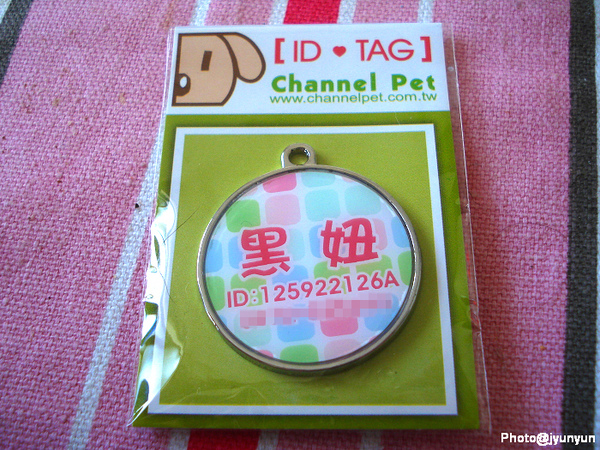 [ ID ♥ TAG ]
Channel Pet
www.channelpet.com.tw
黑妞
ID:125922126A
Photo@jyunyun